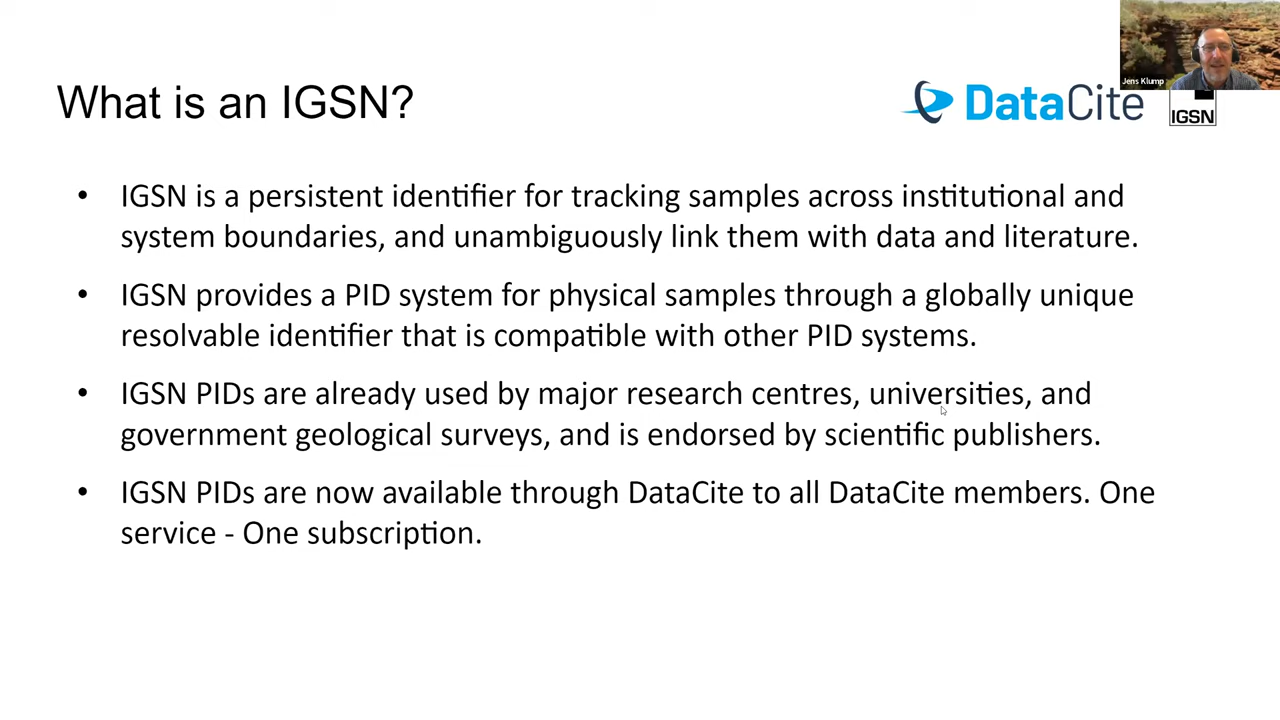 Jens Klump
What is an IGSN?
DataCite
IGSN
• IGSN is a persistent identifier for tracking samples across institutional and
system boundaries, and unambiguously link them with data and literature.
• IGSN provides a PID system for physical samples through a globally unique
resolvable identifier that is compatible with other PID systems.
• IGSN PIDs are already used by major research centres, universities, and
government geological surveys, and is endorsed by scientific publishers.
• IGSN PIDs are now available through DataCite to all DataCite members. One
service - One subscription.